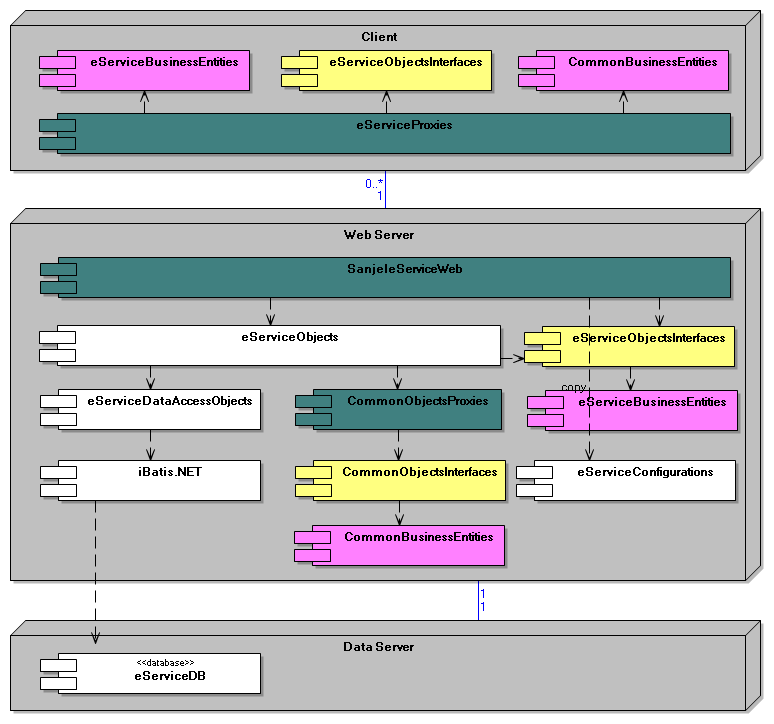 Client
eServiceBusinessEntities
eServiceObjectsInterfaces
CommonBusinessEntities
eServiceProxies
0..*
1
Web Server
SanjeleServiceWeb
eServiceObjects
eServiceObjectsInterfaces
copy
eServiceDataAccessObjects
CommonObjectsProxies
eServiceBusinessEntities
iBatis.NET
CommonObjectsInterfaces
eServiceConfigurations
CommonBusinessEntities
1
1
Data Server
<<database>>
eServiceDB